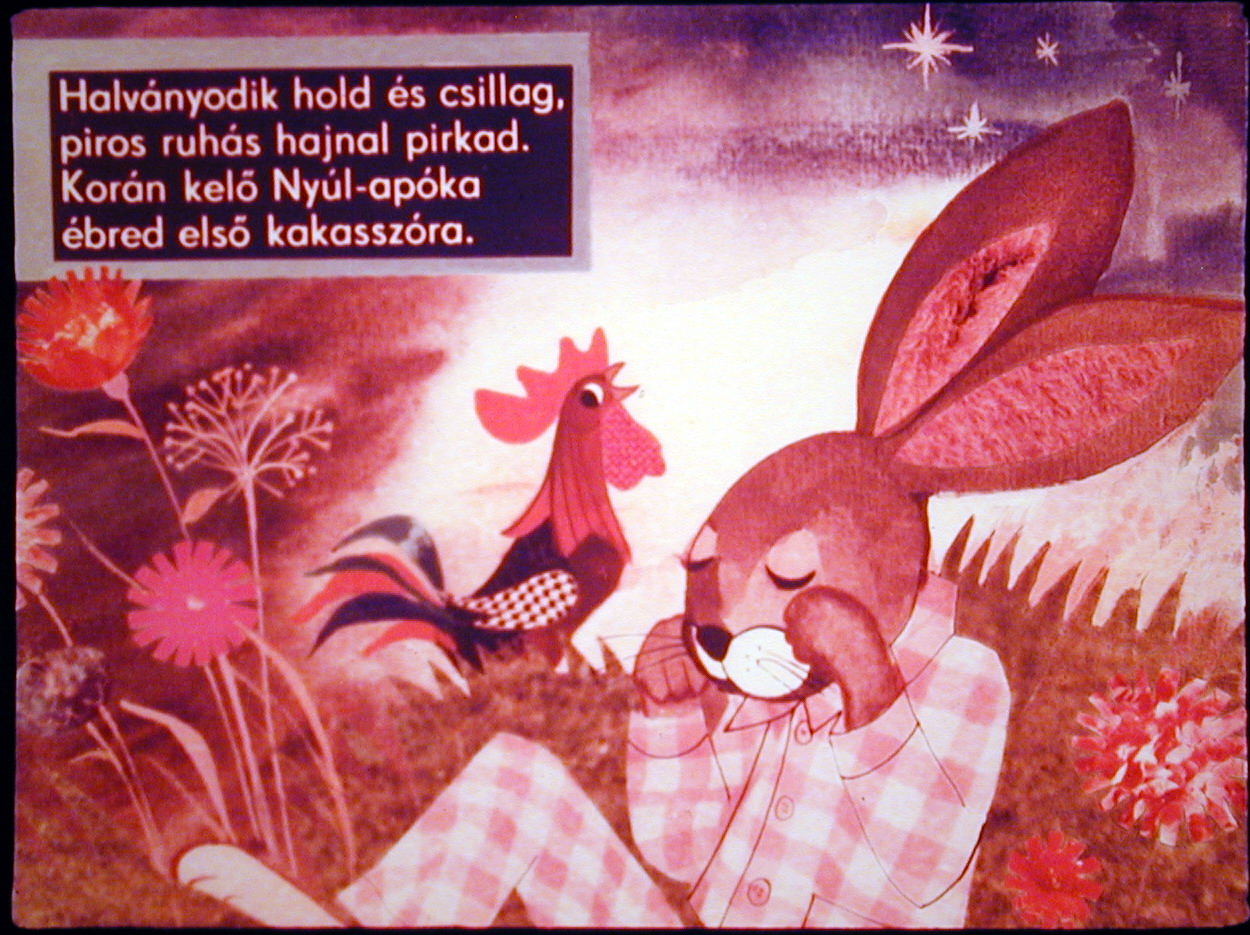 Halványodik hold és csillag,
piros ruhás hajnal pirkad.
Korán kelő Nyúl-apóka
ébred első kakasszóra.